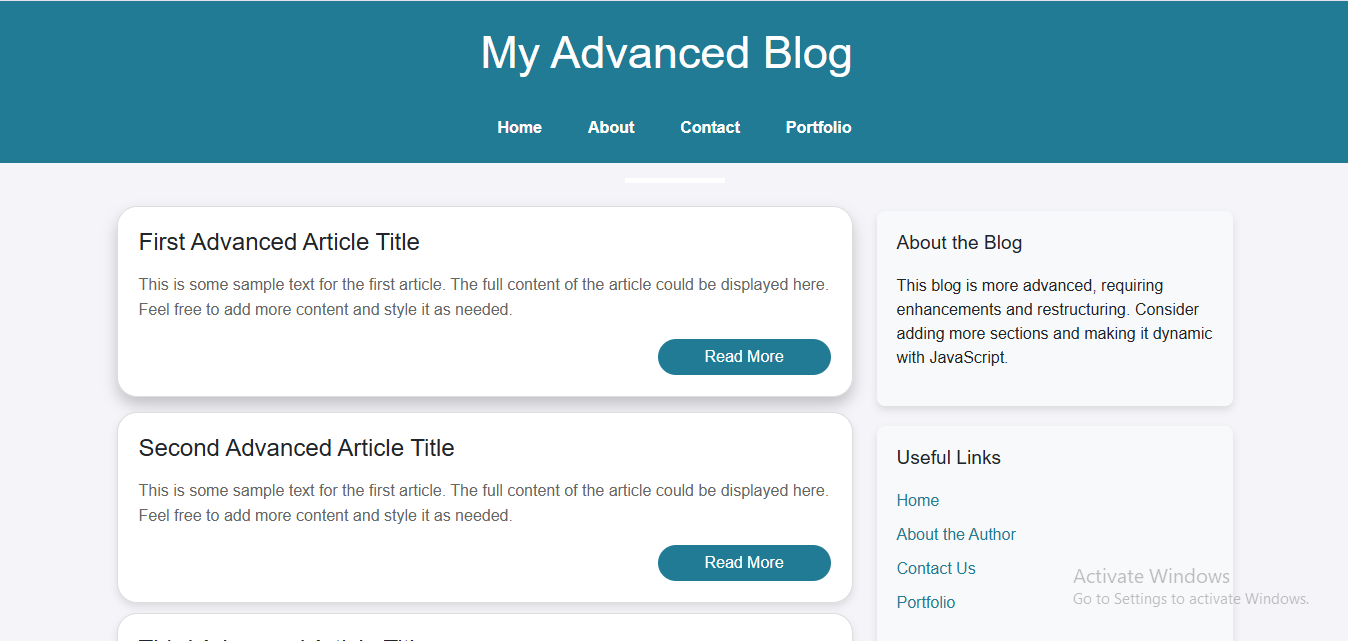 My Advanced Blog
Home About Contact Portfolio
First Advanced Article Title
This is some sample text for the first article. The full content of the article could be displayed here.
Feel free to add more content and style it as needed.
Read More
Second Advanced Article Title
This is some sample text for the first article. The full content of the article could be displayed here.
Feel free to add more content and style it as needed.
Read More
Third Advanced Article Title
About the Blog
This blog is more advanced, requiring
enhancements and restructuring. Consider
adding more sections and making it dynamic
with JavaScript.
Useful Links
Home
About the Author
Contact Us
Portfolio
Activate Windows
Go to Settings to activate Windows.